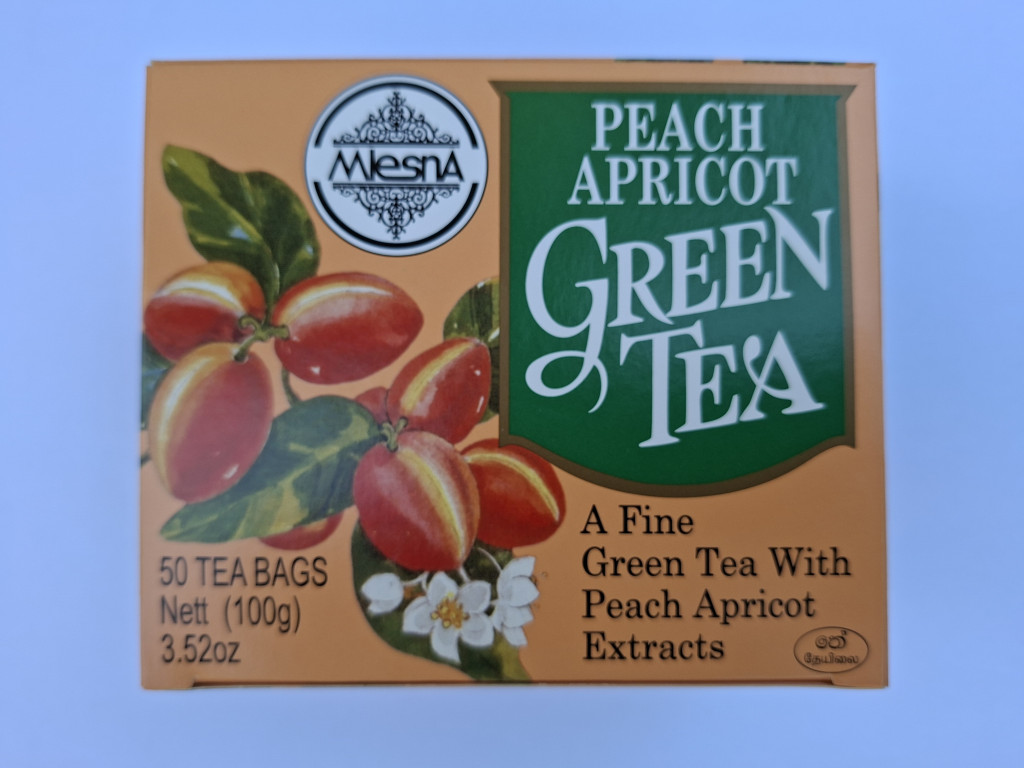 MlesnA
PEACH
APRICOT
GREEN
TEA
A Fine
Green Tea With
Peach Apricot
Extracts
50 TEA BAGS
Nett (100g)
3.52oz
තේ
தேயிலை